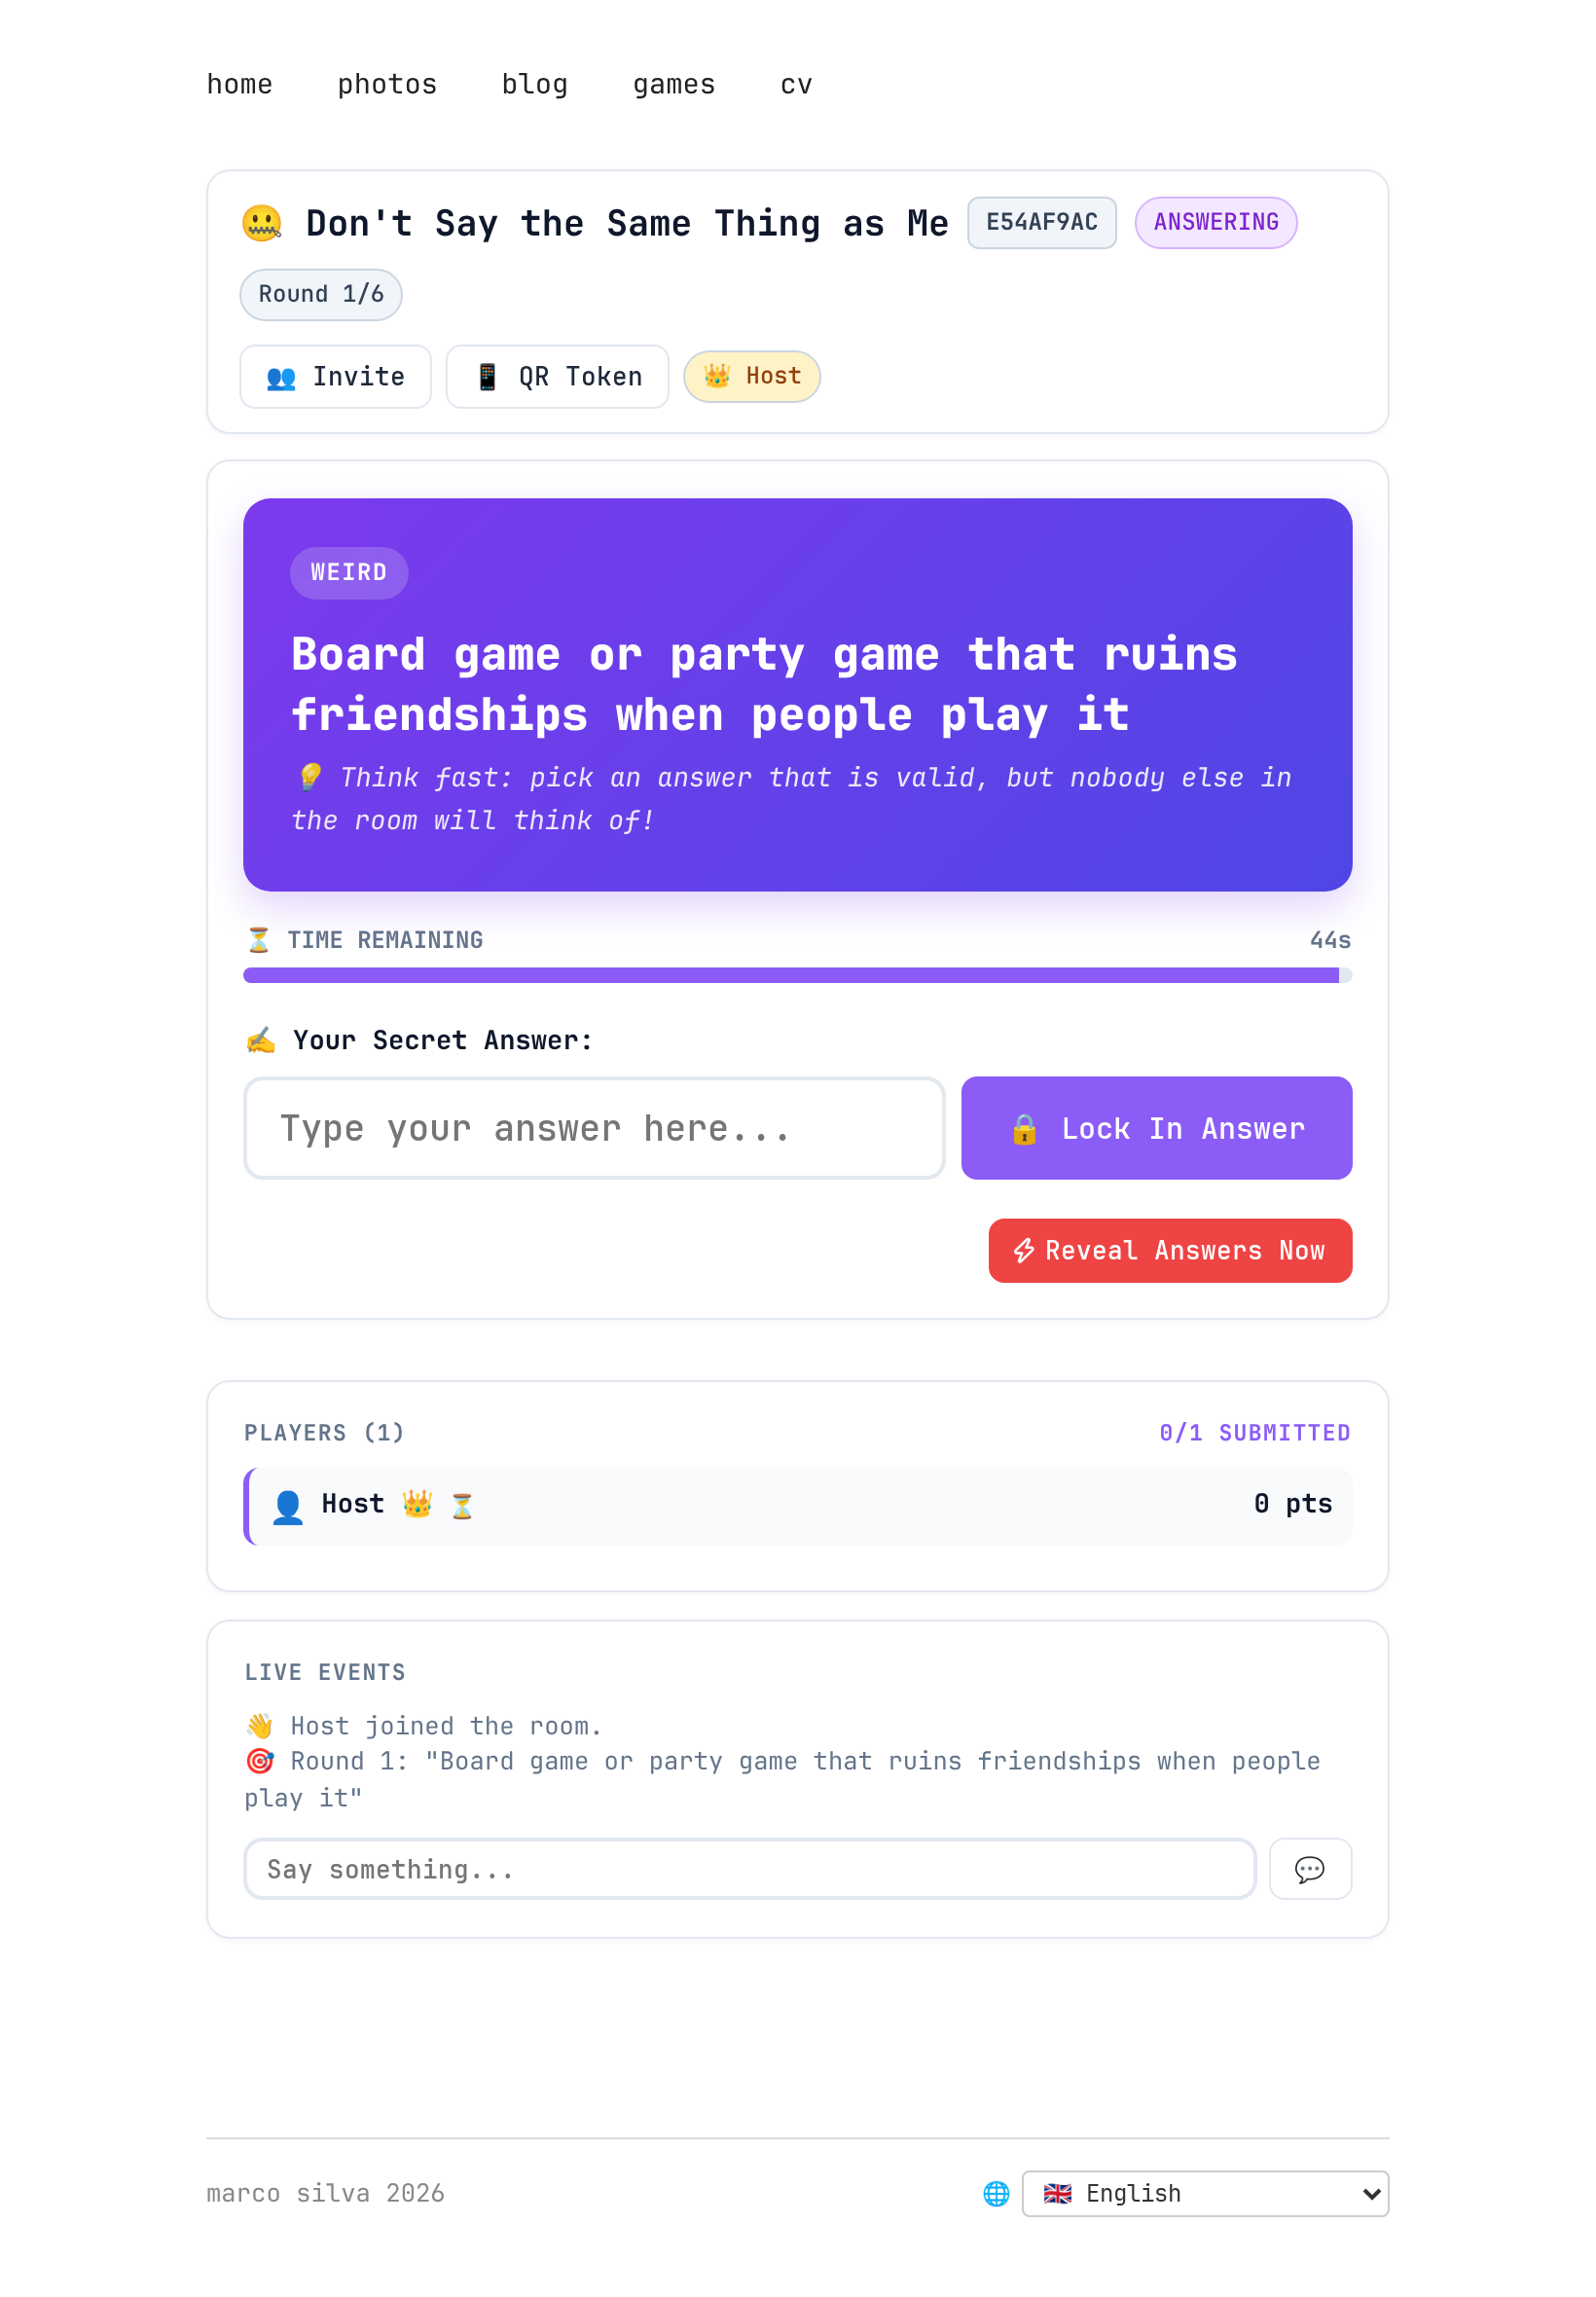 home photos blog games cv
🤐 Don't Say the Same Thing as Me E54AF9AC ANSWERING
Round 1/6
👥 Invite 📱 QR Token 👑 Host
WEIRD
Board game or party game that ruins
friendships when people play it
💡 Think fast: pick an answer that is valid, but nobody else in
the room will think of!
⏳ TIME REMAINING 44s
✍️ Your Secret Answer:
Type your answer here...
🔒 Lock In Answer
⚡ Reveal Answers Now
PLAYERS (1) 0/1 SUBMITTED
👤 Host 👑 ⏳ 0 pts
LIVE EVENTS
👋 Host joined the room.
🎯 Round 1: "Board game or party game that ruins friendships when people
play it"
Say something... 💬
marco silva 2026 🌐 🇬🇧 English